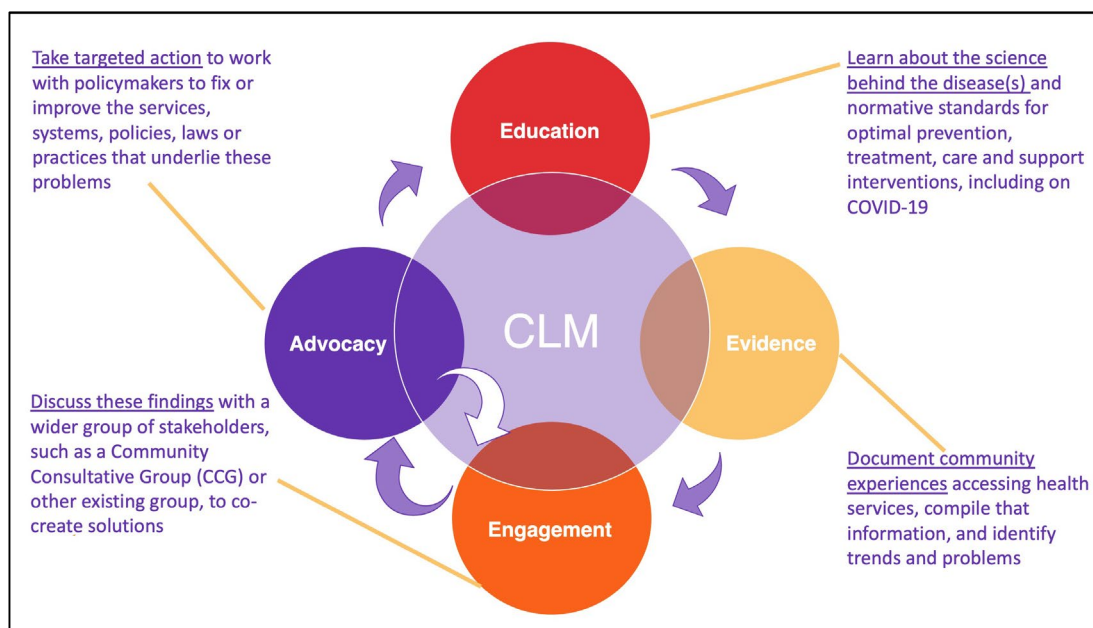 Take targeted action to work
with policymakers to fix or
improve the services,
systems, policies, laws or
practices that underlie these
problems
Education
Learn about the science
behind the disease(s) and
normative standards for
optimal prevention,
treatment, care and support
interventions, including on
COVID-19
Advocacy
CLM
Evidence
Discuss these findings with a
wider group of stakeholders,
such as a Community
Consultative Group (CCG) or
other existing group, to co-
create solutions
Engagement
Document community
experiences accessing health
services, compile that
information, and identify
trends and problems